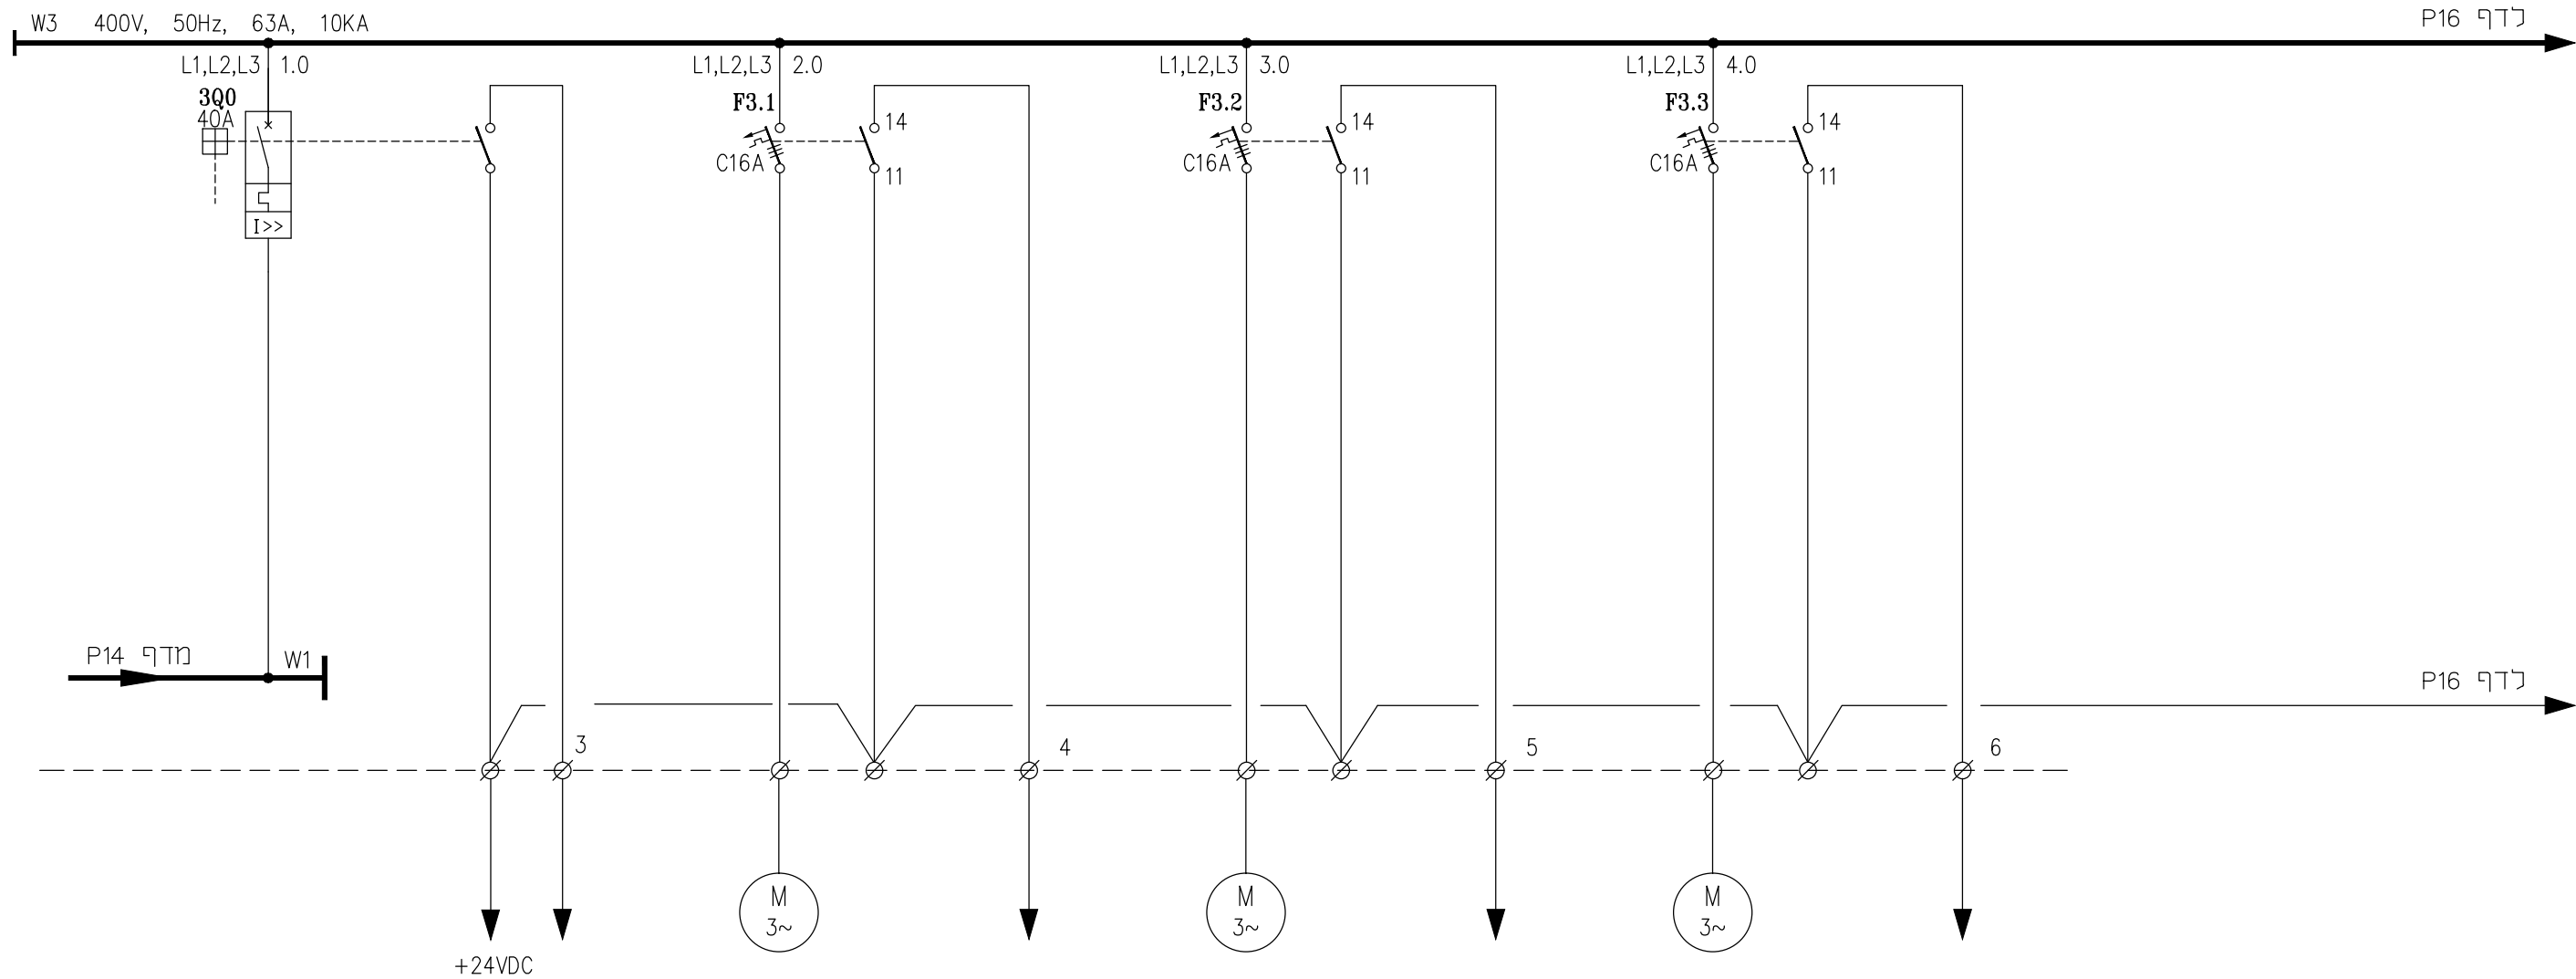 W3 400V, 50Hz, 63A, 10KA
לדף P16
L1,L2,L3 1.0
L1,L2,L3 2.0
L1,L2,L3 3.0
L1,L2,L3 4.0
3Q0
40A
I>>
F3.1
C16A
14
11
F3.2
C16A
14
11
F3.3
C16A
14
11
מדף P14
W1
לדף P16
3
4
5
6
M
3~
M
3~
M
3~
+24VDC